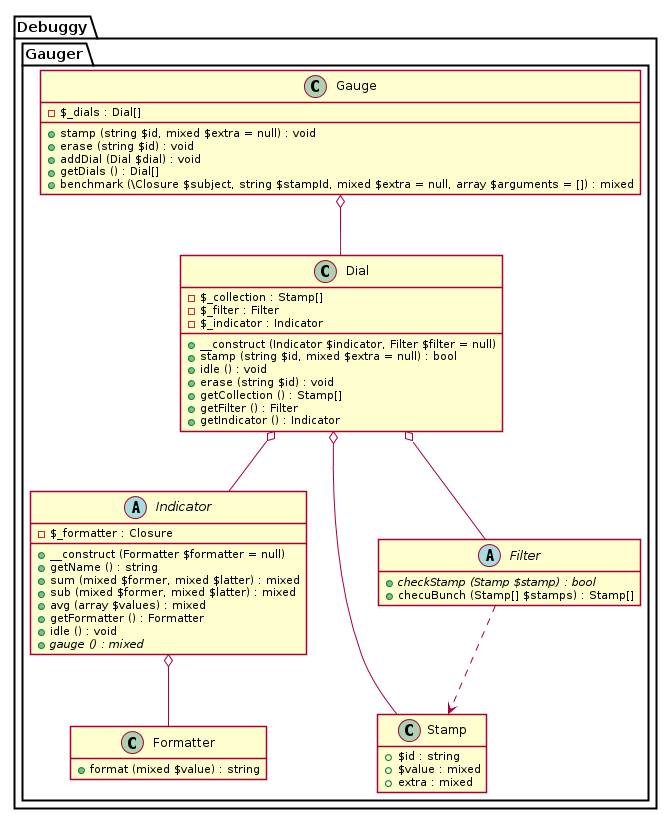 Debuggy
Gauger
C Gauge
$_dials : Dial[]
stamp (string $id, mixed $extra = null) : void
erase (string $id) : void
addDial (Dial $dial) : void
getDials () : Dial[]
benchmark (\Closure $subject, string $stampId, mixed $extra = null, array $arguments = []) : mixed
C Dial
$_collection : Stamp[]
$_filter : Filter
$_indicator : Indicator
__construct (Indicator $indicator, Filter $filter = null)
stamp (string $id, mixed $extra = null) : bool
idle () : void
erase (string $id) : void
getCollection () : Stamp[]
getFilter () : Filter
getIndicator () : Indicator
A Indicator
$_formatter : Closure
__construct (Formatter $formatter = null)
getName () : string
sum (mixed $former, mixed $latter) : mixed
sub (mixed $former, mixed $latter) : mixed
avg (array $values) : mixed
getFormatter () : Formatter
idle () : void
gauge () : mixed
A Filter
checkStamp (Stamp $stamp) : bool
checuBunch (Stamp[] $stamps) : Stamp[]
C Formatter
format (mixed $value) : string
C Stamp
$id : string
$value : mixed
extra : mixed